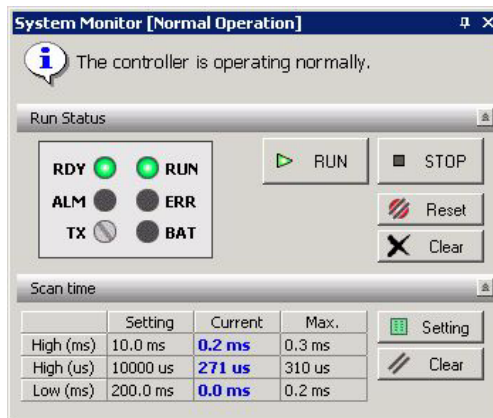 System Monitor [Normal Operation]
The controller is operating normally.
Run Status
RDY RUN
ALM ERR
TX BAT
RUN STOP
Reset
Clear
Scan time
Setting Current Max.
High (ms) 10.0 ms 0.2 ms 0.3 ms
High (us) 10000 us 271 us 310 us
Low (ms) 200.0 ms 0.0 ms 0.2 ms
Setting
Clear